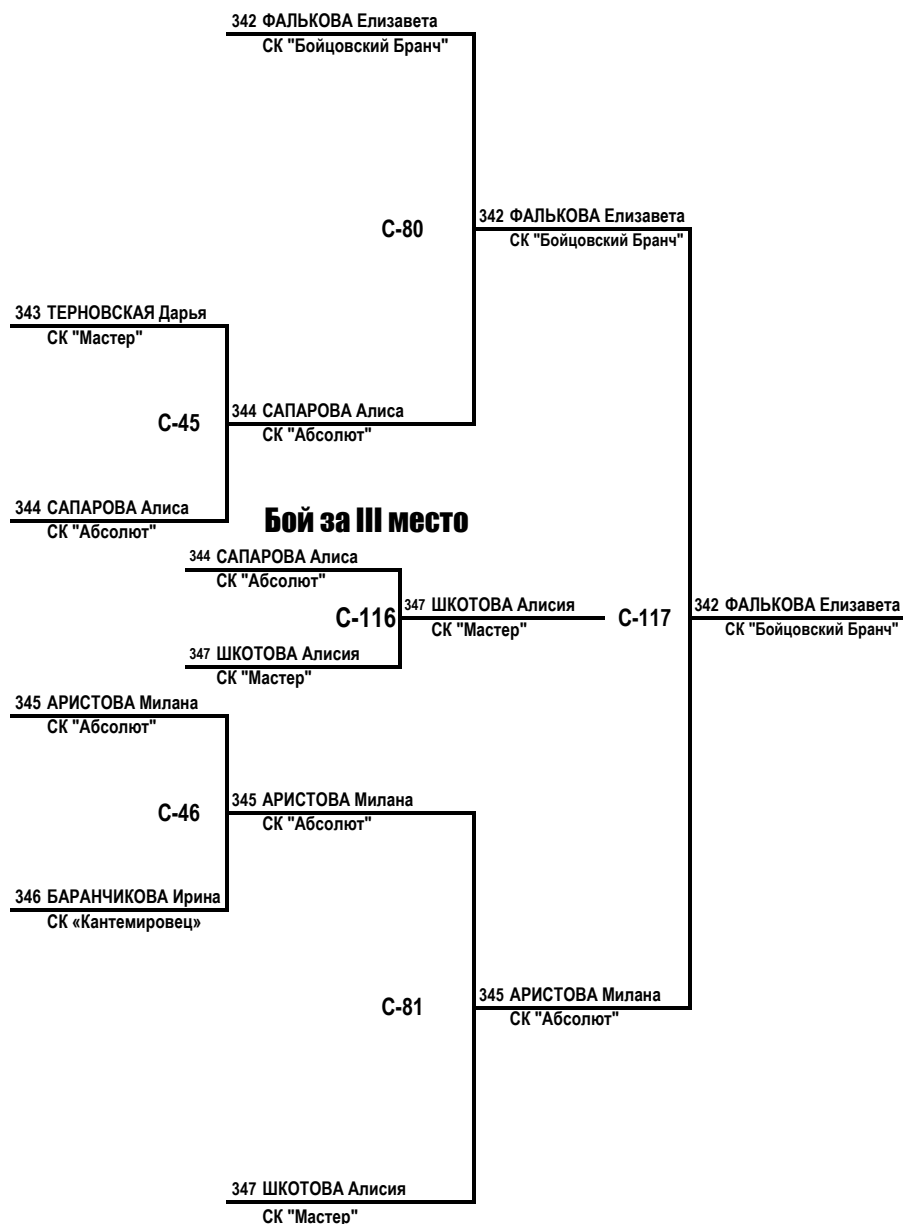 342 ФАЛЬКОВА Елизавета
СК "Бойцовский Бранч"
С-80
342 ФАЛЬКОВА Елизавета
СК "Бойцовский Бранч"
343 ТЕРНОВСКАЯ Дарья
СК "Мастер"
С-45
344 САПАРОВА Алиса
СК "Абсолют"
344 САПАРОВА Алиса
СК "Абсолют"
Бой за III место
344 САПАРОВА Алиса
СК "Абсолют"
С-116
347 ШКОТОВА Алисия
СК "Мастер"
С-117
342 ФАЛЬКОВА Елизавета
СК "Бойцовский Бранч"
347 ШКОТОВА Алисия
СК "Мастер"
345 АРИСТОВА Милана
СК "Абсолют"
С-46
345 АРИСТОВА Милана
СК "Абсолют"
346 БАРАНЧИКОВА Ирина
СК «Кантемировец»
С-81
345 АРИСТОВА Милана
СК "Абсолют"
347 ШКОТОВА Алисия
СК "Мастер"